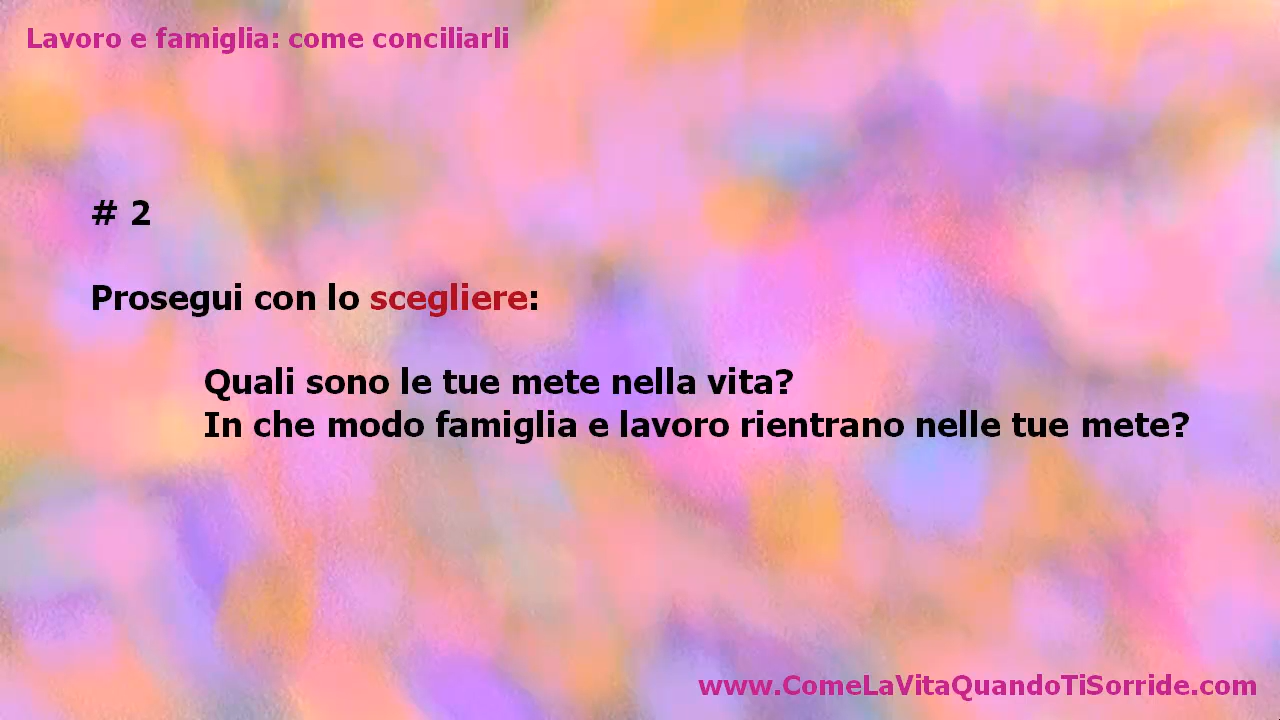 Lavoro e famiglia: come conciliarli
# 2
Prosegui con lo scegliere:
Quali sono le tue mete nella vita?
In che modo famiglia e lavoro rientrano nelle tue mete?
www.ComeLaVitaQuandoTiSorride.com